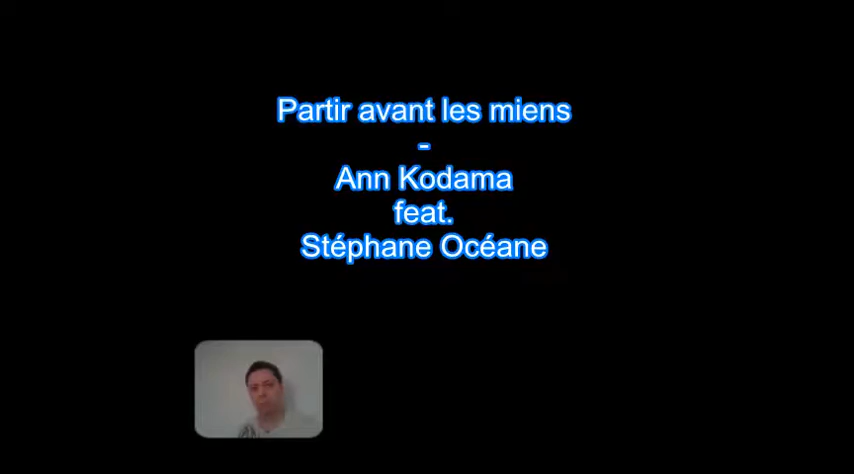 Partir avant les miens
-
Ann Kodama
feat.
Stéphane Océane